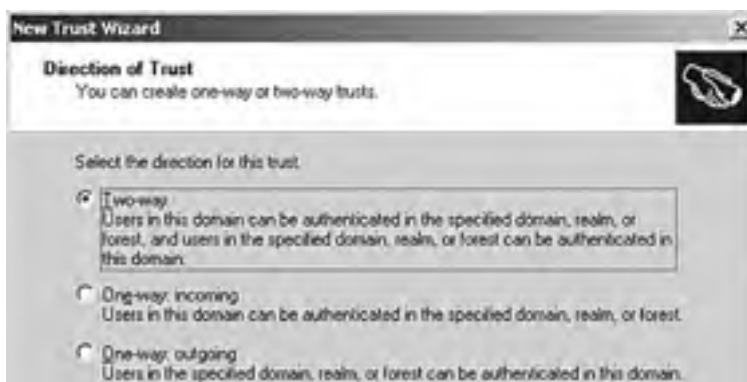 New Trust Wizard
Direction of Trust
You can create one-way or two-way trusts.
Select the direction for this trust.
Two-way
Users in this domain can be authenticated in the specified domain, realm, or
forest, and users in the specified domain, realm, or forest can be authenticated in
this domain.
One-way: incoming
Users in this domain can be authenticated in the specified domain, realm, or forest.
One-way: outgoing
Users in the specified domain, realm, or forest can be authenticated in this domain.